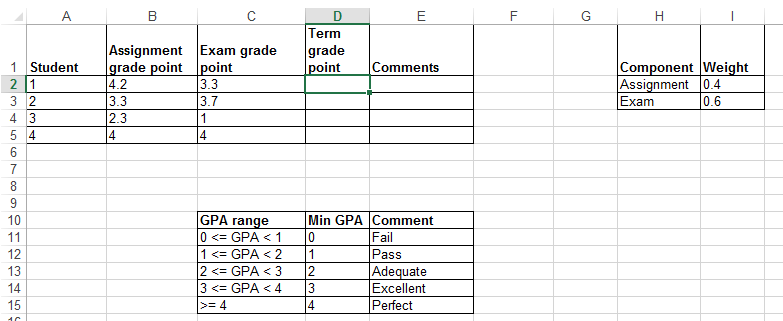 A B C D E F G H I
1 Student Assignment grade point Exam grade point Term grade point Comments Component Weight
2 1 4.2 3.3 Assignment 0.4
3 2 3.3 3.7 Exam 0.6
4 3 2.3 1
5 4 4 4
6
7
8
9
10 GPA range Min GPA Comment
11 0 <= GPA < 1 0 Fail
12 1 <= GPA < 2 1 Pass
13 2 <= GPA < 3 2 Adequate
14 3 <= GPA < 4 3 Excellent
15 >= 4 4 Perfect